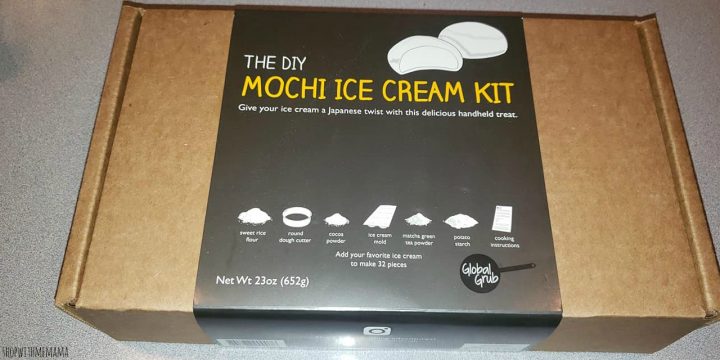 THE DIY
MOCHI ICE CREAM KIT
Give your ice cream a Japanese twist with this delicious handheld treat.
sweet rice
flour
round
dough cutter
cocoa
powder
ice cream
mold
matcha green
tea powder
potato
starch
cooking
instructions
Add your favorite ice cream
to make 32 pieces
Net Wt 23oz (652g)
Global
Grub
SHOPWITHMEMAMA